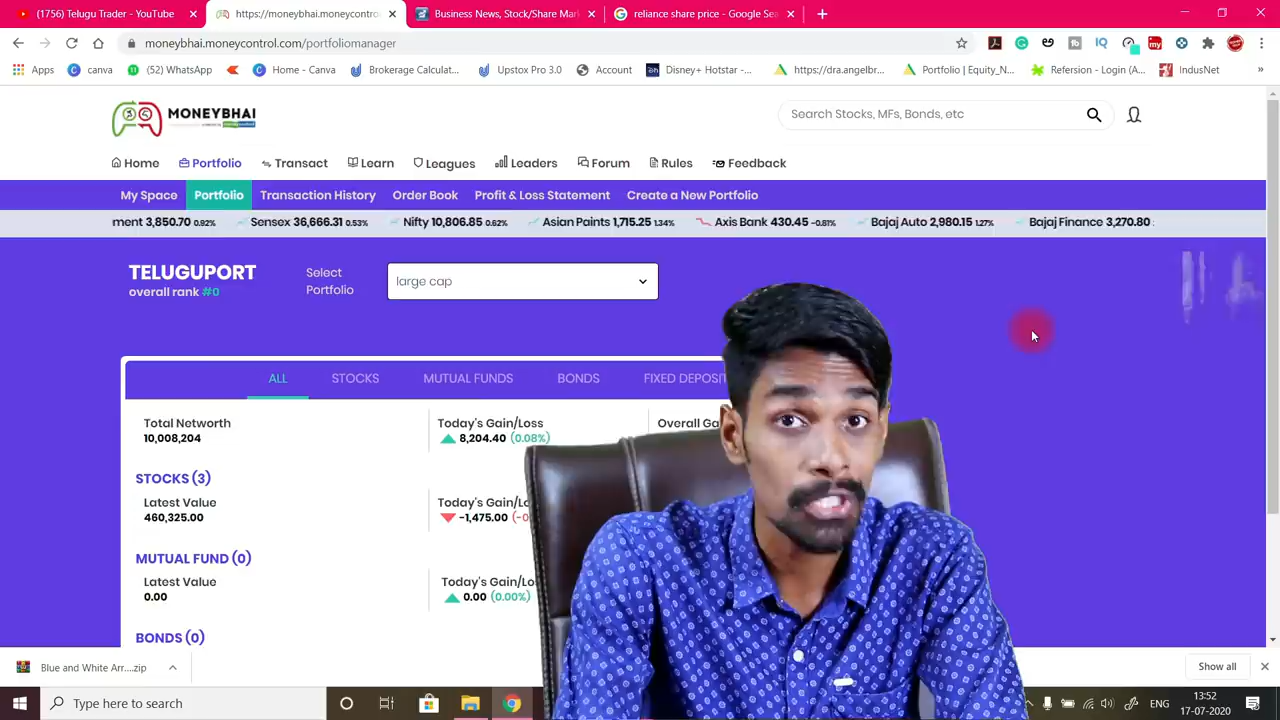 (1756) Telugu Trader - YouTube
https://moneybhai.moneycontro
Business News, Stock/Share Mar
reliance share price - Google Sea
moneybhai.moneycontrol.com/portfoliomanager
Apps canva (52) WhatsApp Home - Canva Brokerage Calculat... Upstox Pro 3.0 Account Disney+ Hotstar -... https://dra.angelbr... Portfolio | Equity_N... Refersion - Login (A... IndusNet »
MONEYBHAI
Search Stocks, MFs, Bonds, etc
Home Portfolio Transact Learn Leagues Leaders Forum Rules Feedback
My Space Portfolio Transaction History Order Book Profit & Loss Statement Create a New Portfolio
ment 3,850.70 0.92% Sensex 36,666.31 0.53% Nifty 10,806.85 0.62% Asian Paints 1,715.25 1.34% Axis Bank 430.45 -0.81% Bajaj Auto 2,980.15 1.27% Bajaj Finance 3,270.80
TELUGUPORT
overall rank #0
Select
Portfolio
large cap
ALL STOCKS MUTUAL FUNDS BONDS FIXED DEPOSIT
Total Networth
10,008,204
Today's Gain/Loss
8,204.40 (0.08%)
Overall Ga
STOCKS (3)
Latest Value
460,325.00
Today's Gain/Lo
-1,475.00 (-0
MUTUAL FUND (0)
Latest Value
0.00
Today's Gain/Lo
0.00 (0.00%)
BONDS (0)
Blue and White Arr....zip
Show all
Type here to search
ENG
13:52
17-07-2020